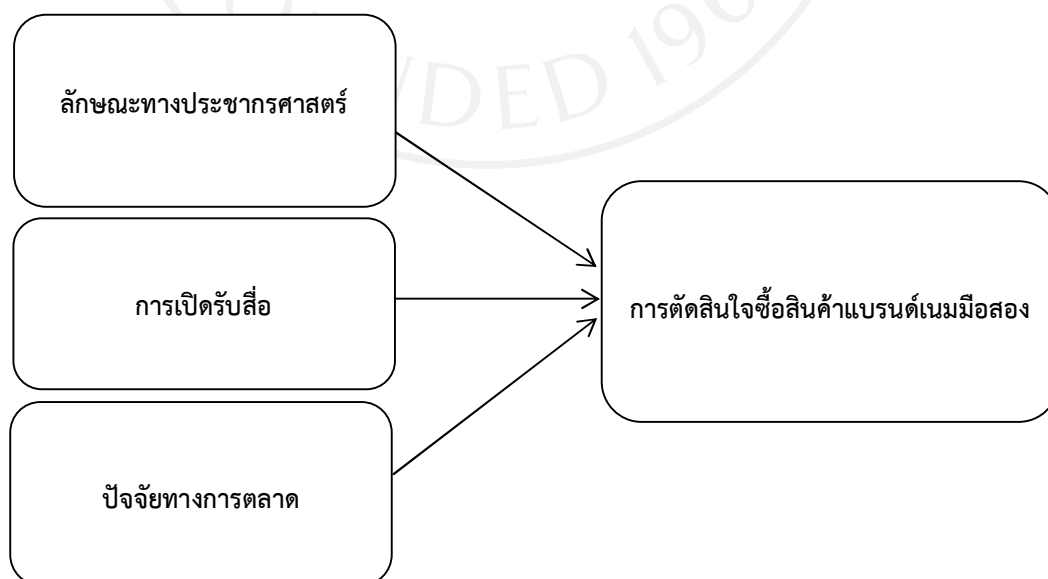 NDED 196
ลักษณะทางประชากรศาสตร์
การเปิดรับสื่อ
การตัดสินใจซื้อสินค้าแบรนด์เนมมือสอง
ปัจจัยทางการตลาด